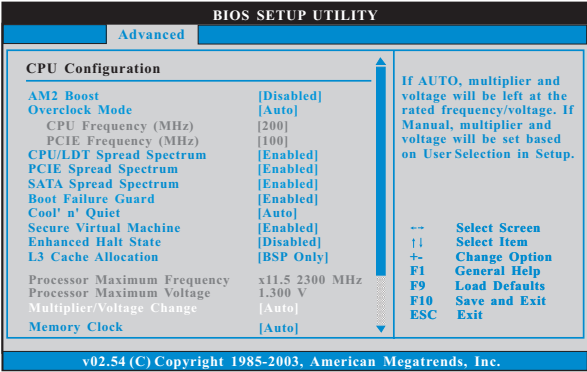 BIOS SETUP UTILITY
Advanced
CPU Configuration
AM2 Boost [Disabled]
Overclock Mode [Auto]
CPU Frequency (MHz) [200]
PCIE Frequency (MHz) [100]
CPU/LDT Spread Spectrum [Enabled]
PCIE Spread Spectrum [Enabled]
SATA Spread Spectrum [Enabled]
Boot Failure Guard [Enabled]
Cool' n' Quiet [Auto]
Secure Virtual Machine [Enabled]
Enhanced Halt State [Disabled]
L3 Cache Allocation [BSP Only]
Processor Maximum Frequency x11.5 2300 MHz
Processor Maximum Voltage 1.300 V
Multiplier/Voltage Change [Auto]
Memory Clock [Auto]
If AUTO, multiplier and
voltage will be left at the
rated frequency/voltage. If
Manual, multiplier and
voltage will be set based
on User Selection in Setup.
←→ Select Screen
↑↓ Select Item
+- Change Option
F1 General Help
F9 Load Defaults
F10 Save and Exit
ESC Exit
v02.54 (C) Copyright 1985-2003, American Megatrends, Inc.